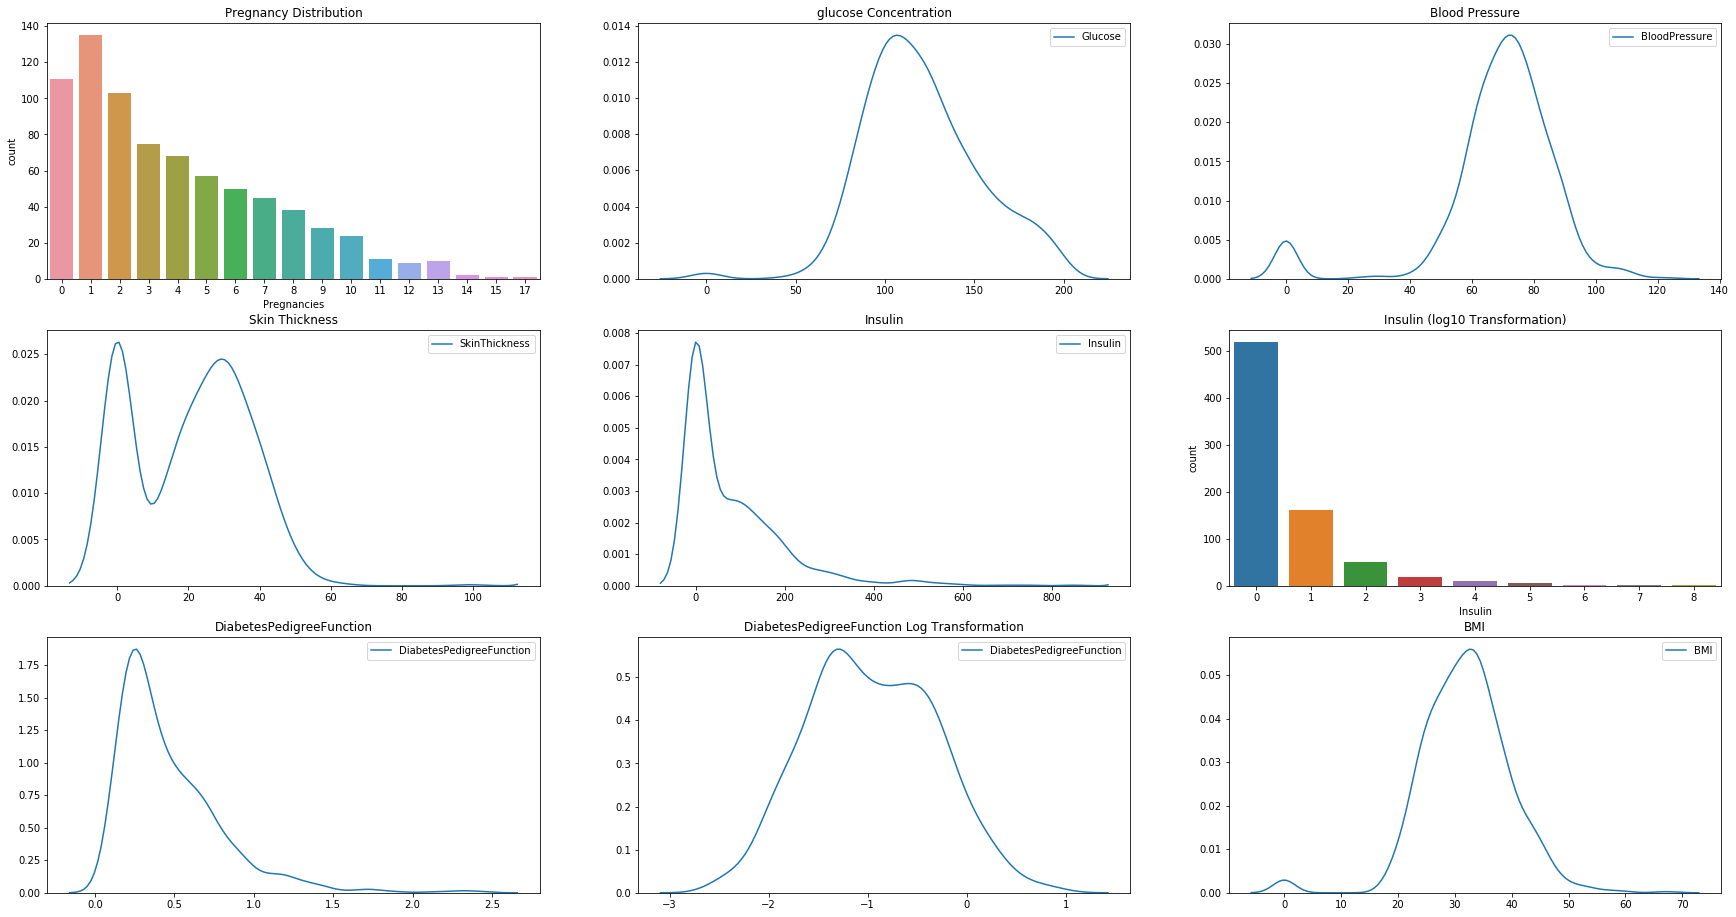 Pregnancy Distribution
140
120
100
80
60
40
20
0
count
0 1 2 3 4 5 6 7 8 9 10 11 12 13 14 15 17
Pregnancies
glucose Concentration
Glucose
0.014
0.012
0.010
0.008
0.006
0.004
0.002
0.000
0 50 100 150 200
Blood Pressure
BloodPressure
0.030
0.025
0.020
0.015
0.010
0.005
0.000
0 20 40 60 80 100 120 140
Skin Thickness
SkinThickness
0.025
0.020
0.015
0.010
0.005
0.000
0 20 40 60 80 100
Insulin
Insulin
0.008
0.007
0.006
0.005
0.004
0.003
0.002
0.001
0.000
0 200 400 600 800
Insulin (log10 Transformation)
500
400
300
200
100
0
count
0 1 2 3 4 5 6 7 8
Insulin
DiabetesPedigreeFunction
DiabetesPedigreeFunction
1.75
1.50
1.25
1.00
0.75
0.50
0.25
0.00
0.0 0.5 1.0 1.5 2.0 2.5
DiabetesPedigreeFunction Log Transformation
DiabetesPedigreeFunction
0.5
0.4
0.3
0.2
0.1
0.0
−3 −2 −1 0 1
BMI
BMI
0.05
0.04
0.03
0.02
0.01
0.00
0 10 20 30 40 50 60 70